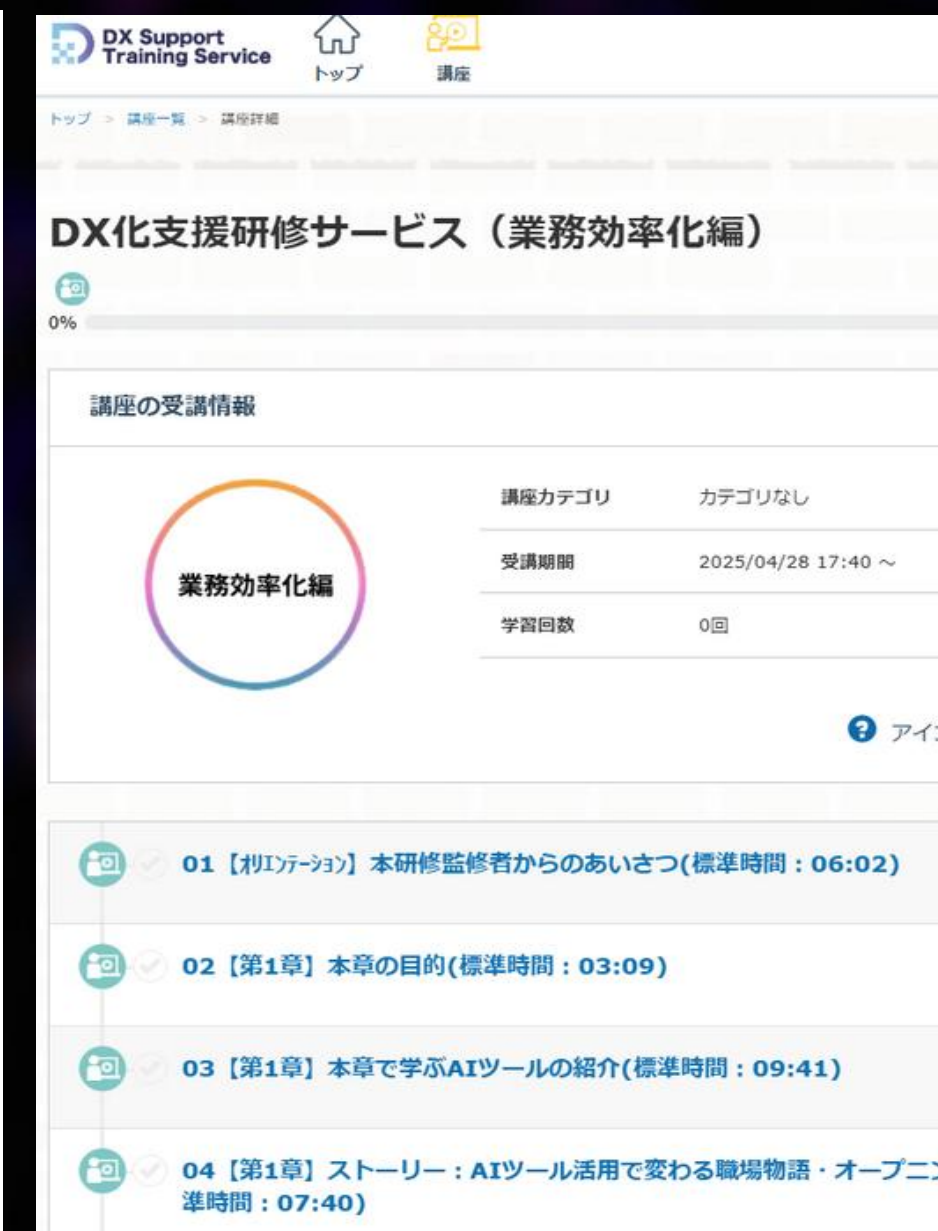 DX Support
Training Service
トップ
講座
トップ > 講座一覧 > 講座詳細
DX化支援研修サービス（業務効率化編）
0%
講座の受講情報
業務効率化編
講座カテゴリ カテゴリなし
受講期間 2025/04/28 17:40 ～
学習回数 0回
? アイ
01【ｵﾘｴﾝﾃｰｼｮﾝ】本研修監修者からのあいさつ(標準時間：06:02)
02【第1章】本章の目的(標準時間：03:09)
03【第1章】本章で学ぶAIツールの紹介(標準時間：09:41)
04【第1章】ストーリー：AIツール活用で変わる職場物語・オープニン
準時間：07:40)